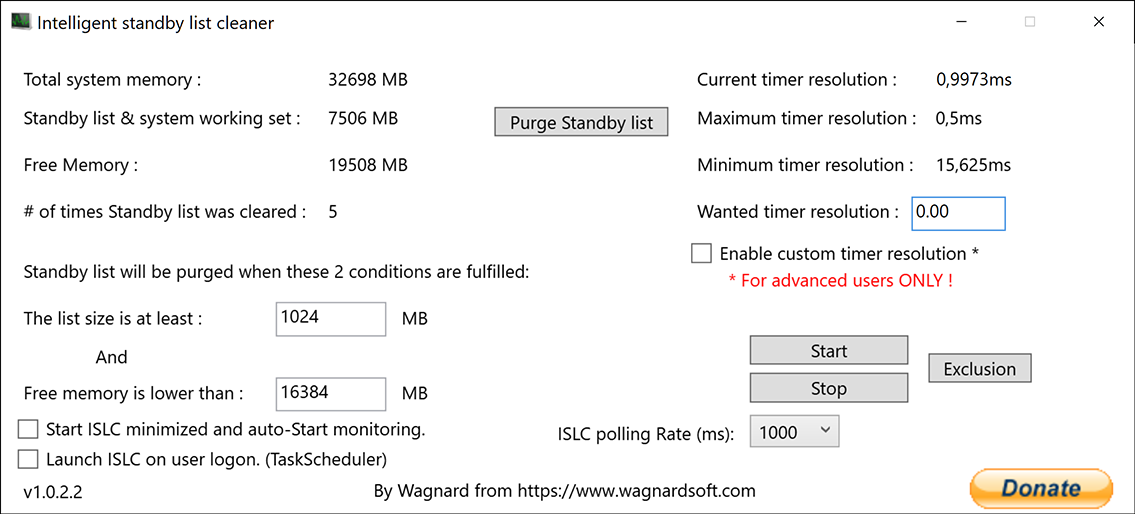 Intelligent standby list cleaner
Total system memory : 32698 MB
Current timer resolution : 0,9973ms
Standby list & system working set : 7506 MB
Purge Standby list
Maximum timer resolution : 0,5ms
Free Memory : 19508 MB
Minimum timer resolution : 15,625ms
# of times Standby list was cleared : 5
Wanted timer resolution : 0.00
Enable custom timer resolution *
* For advanced users ONLY !
Standby list will be purged when these 2 conditions are fulfilled:
The list size is at least : 1024 MB
And
Free memory is lower than : 16384 MB
Start
Stop
Exclusion
Start ISLC minimized and auto-Start monitoring.
ISLC polling Rate (ms): 1000
Launch ISLC on user logon. (TaskScheduler)
v1.0.2.2
By Wagnard from https://www.wagnardsoft.com
Donate